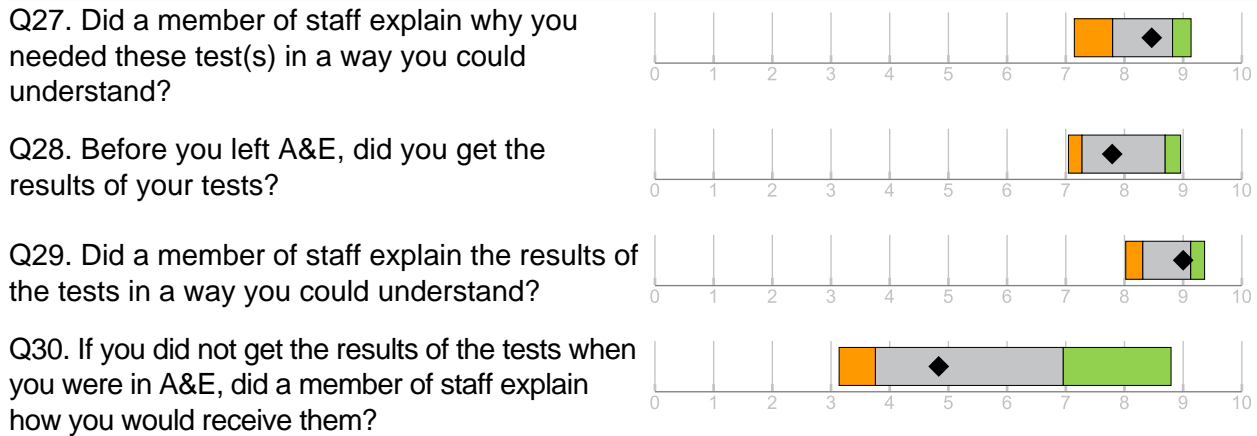 Q27. Did a member of staff explain why you
needed these test(s) in a way you could
understand?
0 1 2 3 4 5 6 7 8 9 10
Q28. Before you left A&E, did you get the
results of your tests?
0 1 2 3 4 5 6 7 8 9 10
Q29. Did a member of staff explain the results of
the tests in a way you could understand?
0 1 2 3 4 5 6 7 8 9 10
Q30. If you did not get the results of the tests when
you were in A&E, did a member of staff explain
how you would receive them?
0 1 2 3 4 5 6 7 8 9 10